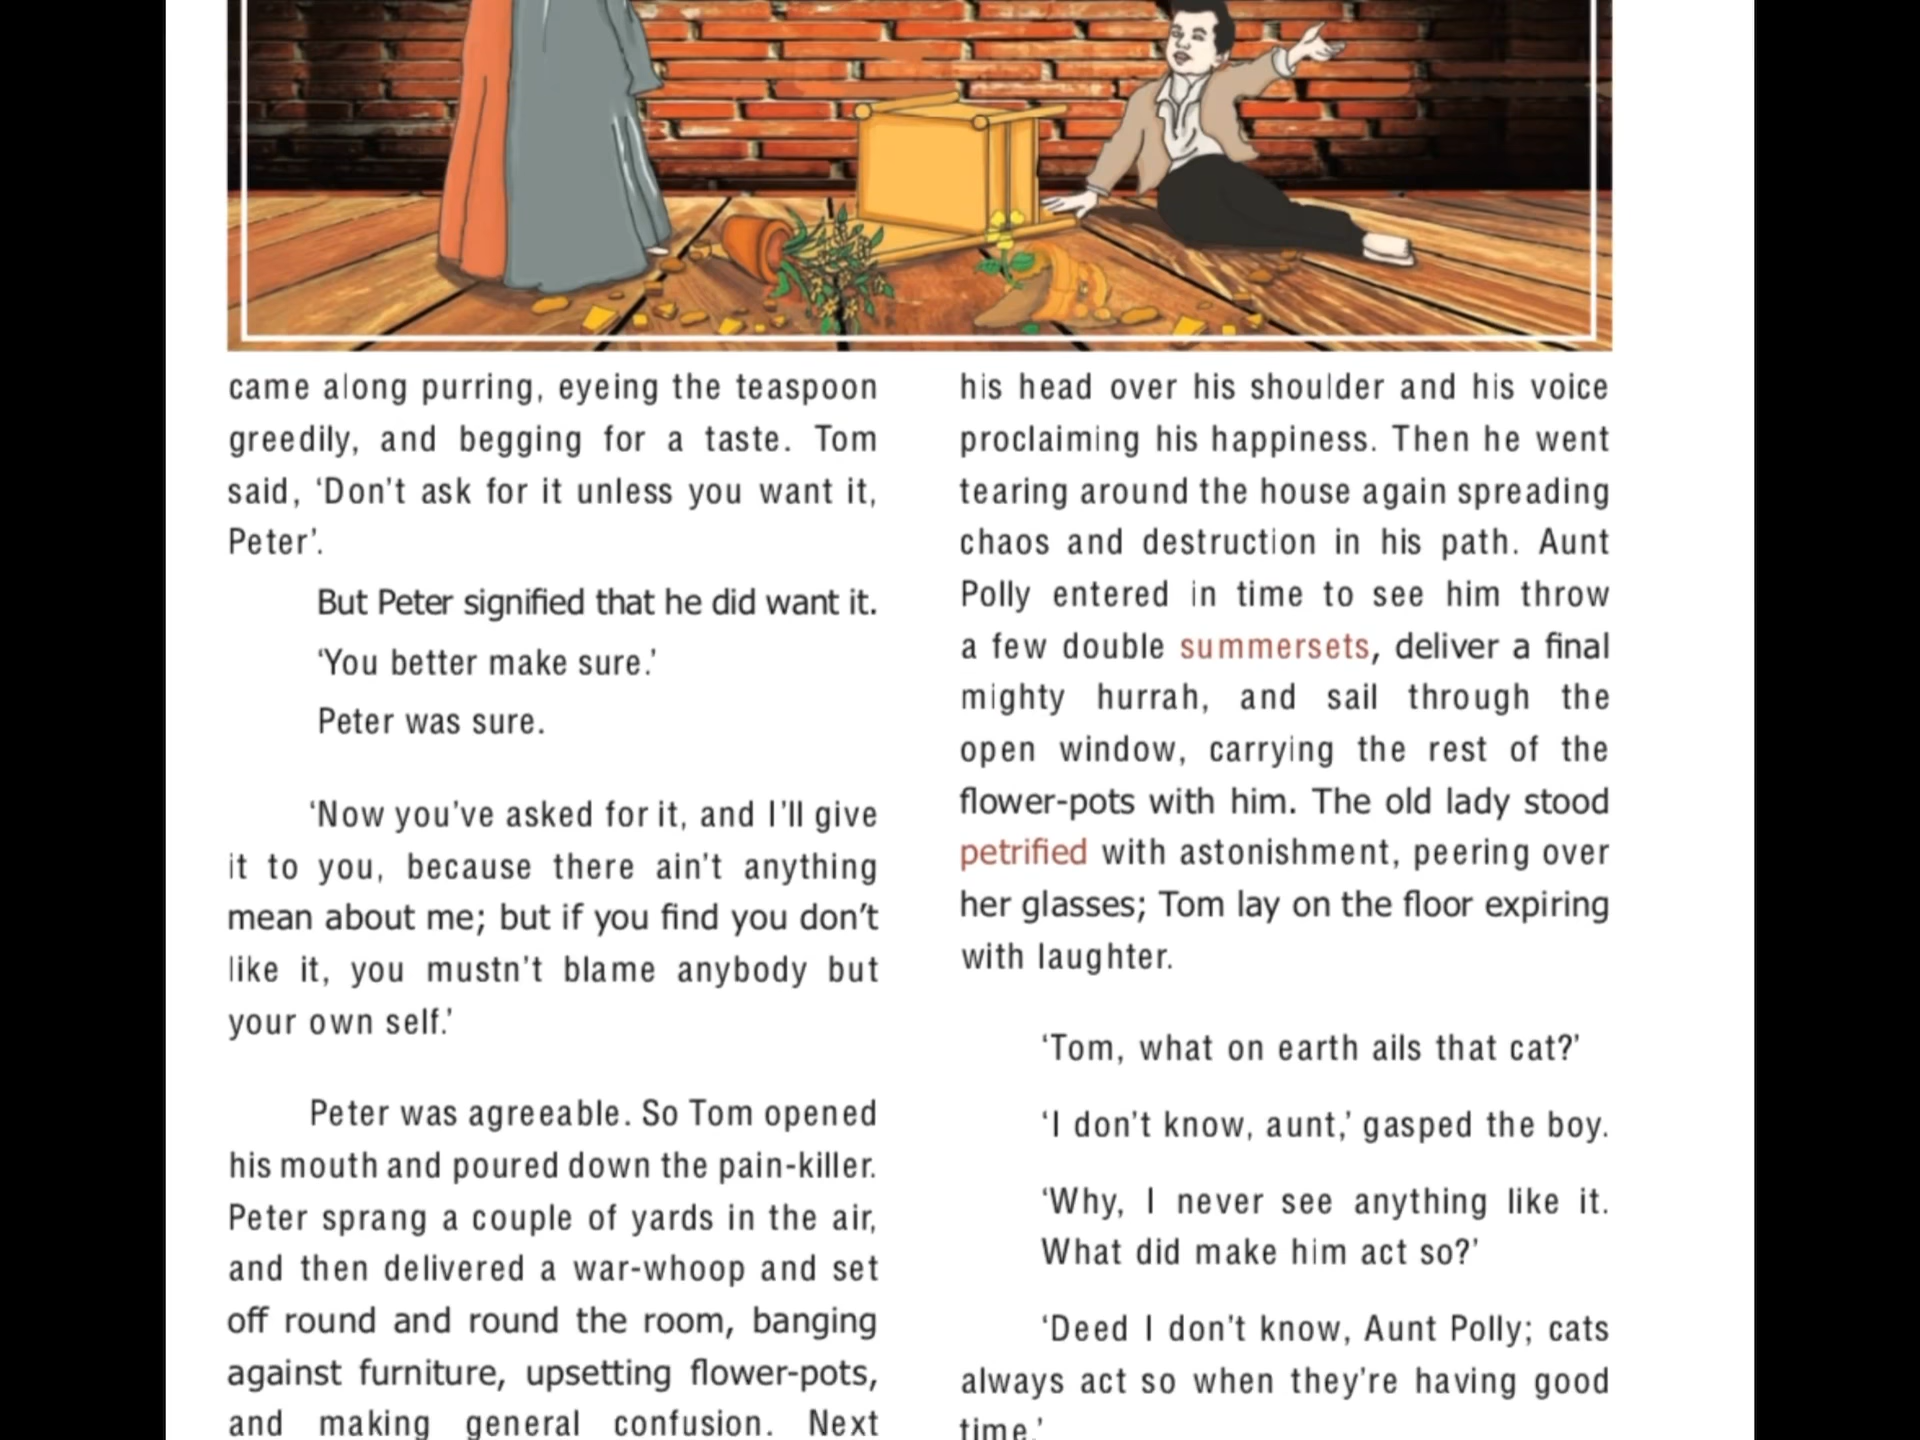 came along purring, eyeing the teaspoon
greedily, and begging for a taste. Tom
said, ‘Don't ask for it unless you want it,
Peter’.
But Peter signified that he did want it.
‘You better make sure.’
Peter was sure.
‘Now you’ve asked for it, and I’ll give
it to you, because there ain't anything
mean about me; but if you find you don’t
like it, you mustn't blame anybody but
your own self.’
Peter was agreeable. So Tom opened
his mouth and poured down the pain-killer.
Peter sprang a couple of yards in the air,
and then delivered a war-whoop and set
off round and round the room, banging
against furniture, upsetting flower-pots,
and making general confusion. Next
his head over his shoulder and his voice
proclaiming his happiness. Then he went
tearing around the house again spreading
chaos and destruction in his path. Aunt
Polly entered in time to see him throw
a few double summersets, deliver a final
mighty hurrah, and sail through the
open window, carrying the rest of the
flower-pots with him. The old lady stood
petrified with astonishment, peering over
her glasses; Tom lay on the floor expiring
with laughter.
‘Tom, what on earth ails that cat?’
‘I don’t know, aunt,’ gasped the boy.
‘Why, I never see anything like it.
What did make him act so?’
‘Deed I don’t know, Aunt Polly; cats
always act so when they’re having good
time.’